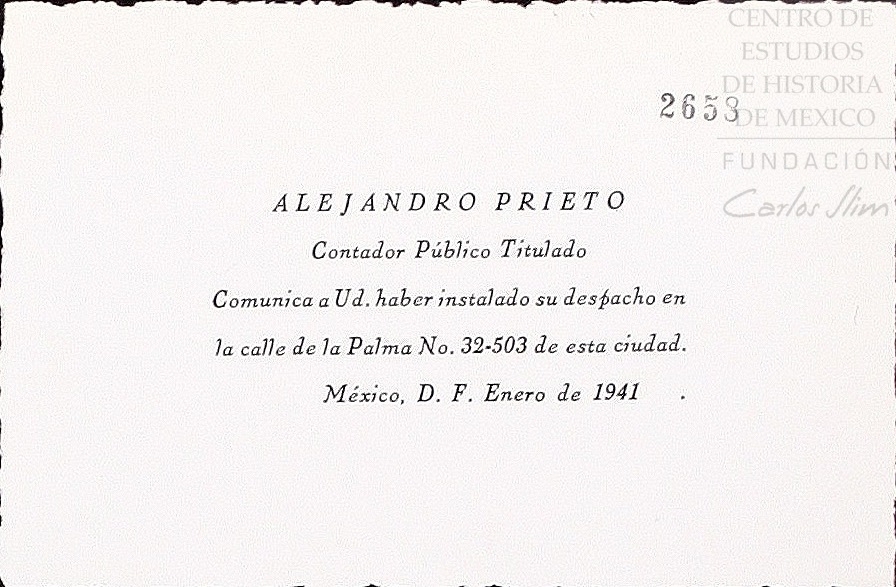 CENTRO DE
ESTUDIOS
DE HISTORIA
DE MEXICO
FUNDACIÓN
Carlos Slim
2653
ALEJANDRO PRIETO
Contador Público Titulado
Comunica a Ud. haber instalado su despacho en
la calle de la Palma No. 32-503 de esta ciudad.
México, D. F. Enero de 1941 .